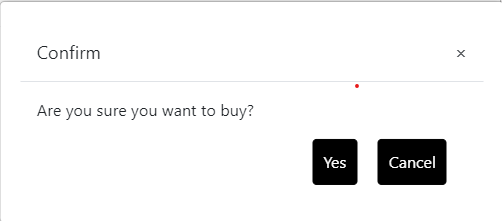 Confirm ×
Are you sure you want to buy?
Yes Cancel